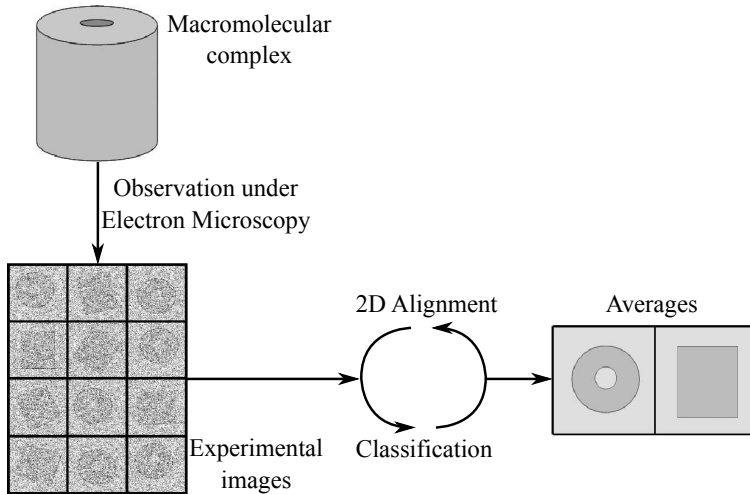 Macromolecular
complex
Observation under
Electron Microscopy
2D Alignment
Averages
Experimental
images
Classification